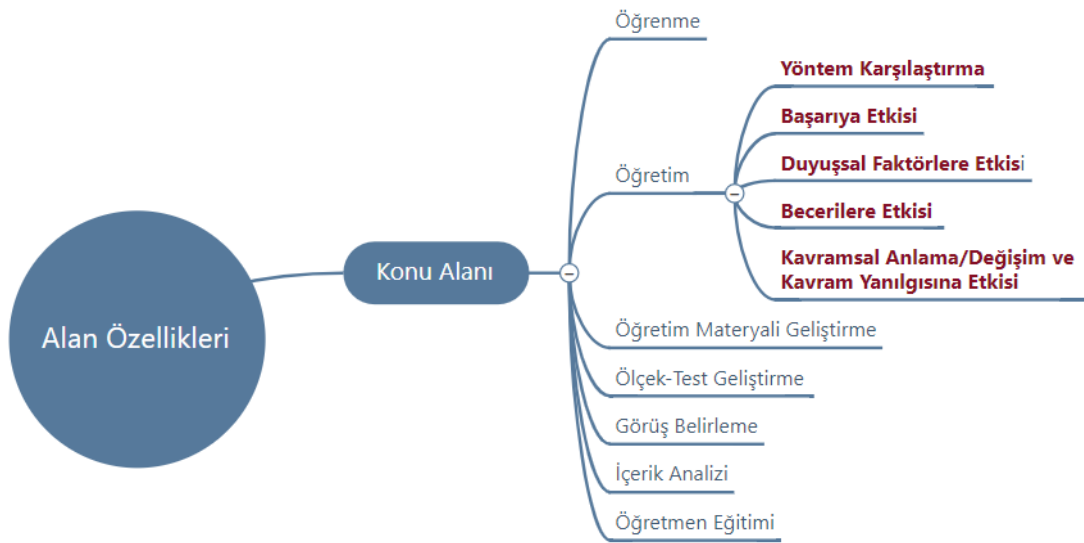 Alan Özellikleri
Konu Alanı
Öğrenme
Öğretim
Yöntem Karşılaştırma
Başarıya Etkisi
Duyuşsal Faktörlere Etkisi
Becerilere Etkisi
Kavramsal Anlama/Değişim ve
Kavram Yanılgısına Etkisi
Öğretim Materyali Geliştirme
Ölçek-Test Geliştirme
Görüş Belirleme
İçerik Analizi
Öğretmen Eğitimi